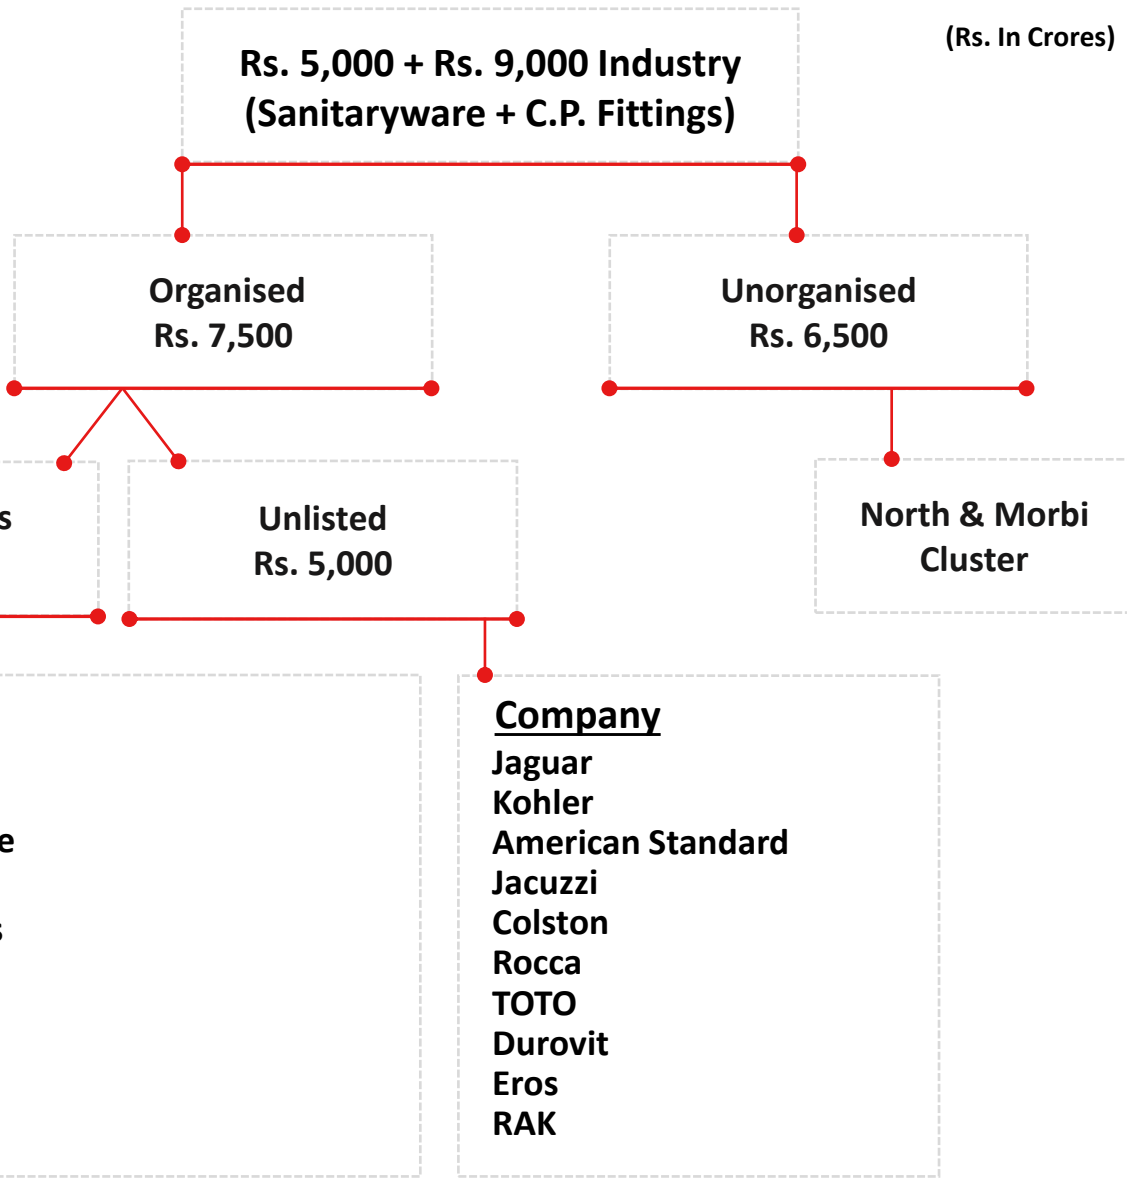 (Rs. In Crores)
Rs. 5,000 + Rs. 9,000 Industry
(Sanitaryware + C.P. Fittings)
Organised
Rs. 7,500
Unorganised
Rs. 6,500
s
Unlisted
Rs. 5,000
North & Morbi
Cluster
e
s
Company
Jaguar
Kohler
American Standard
Jacuzzi
Colston
Rocca
TOTO
Durovit
Eros
RAK